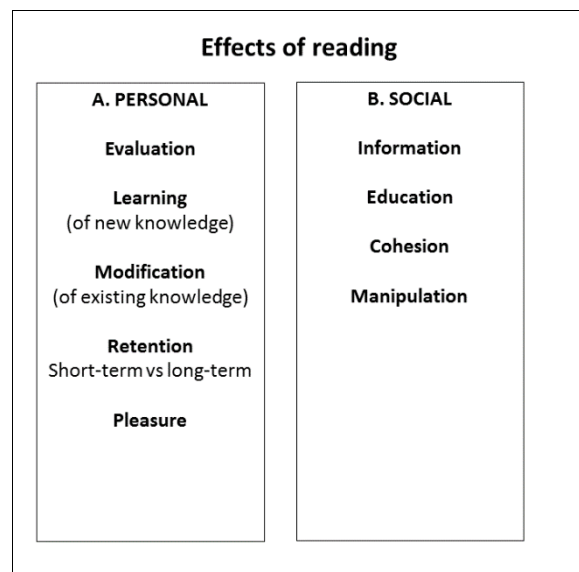 Effects of reading
A. PERSONAL
Evaluation
Learning
(of new knowledge)
Modification
(of existing knowledge)
Retention
Short-term vs long-term
Pleasure
B. SOCIAL
Information
Education
Cohesion
Manipulation